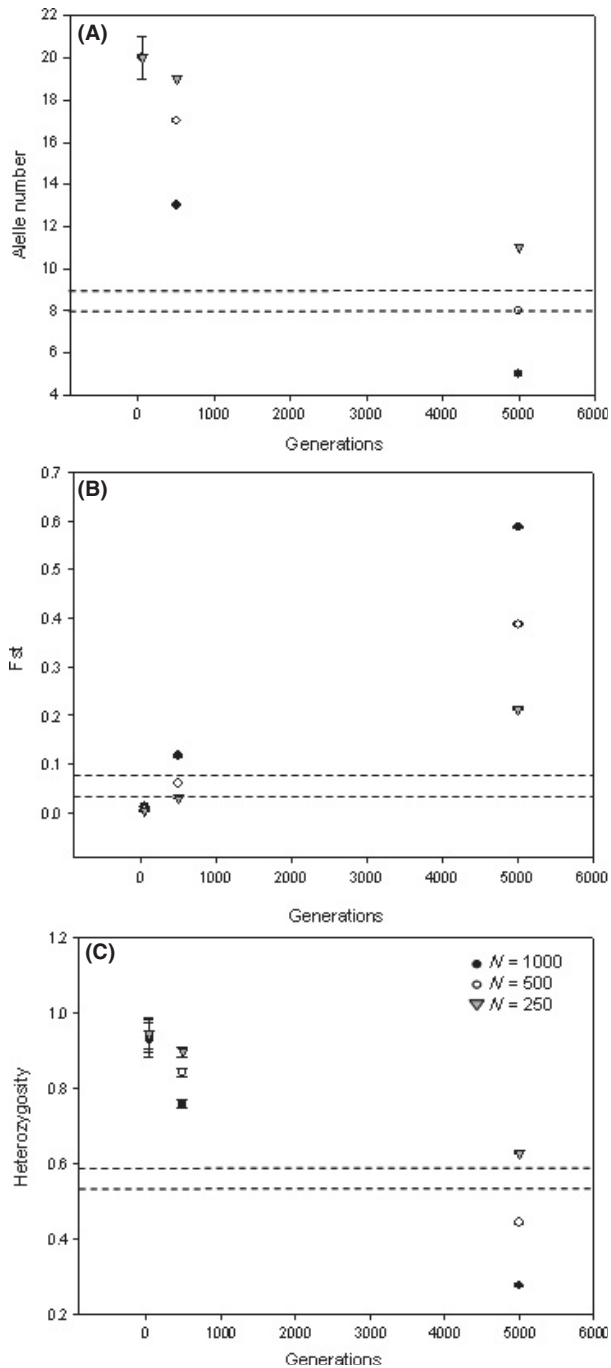 (A)
22
20
18
16
14
12
10
8
6
4
Alelle number
0 1000 2000 3000 4000 5000 6000
Generations
(B)
0.7
0.6
0.5
0.4
0.3
0.2
0.1
0.0
Fst
0 1000 2000 3000 4000 5000 6000
Generations
(C)
N = 1000
N = 500
N = 250
1.2
1.0
0.8
0.6
0.4
0.2
Heterozygosity
0 1000 2000 3000 4000 5000 6000
Generations